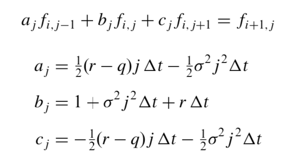 a_j f_{i,j−1} + b_j f_{i,j} + c_j f_{i,j+1} = f_{i+1,j}
a_j = ½(r − q)j Δt − ½σ²j²Δt
b_j = 1 + σ²j²Δt + r Δt
c_j = −½(r − q)j Δt − ½σ²j²Δt